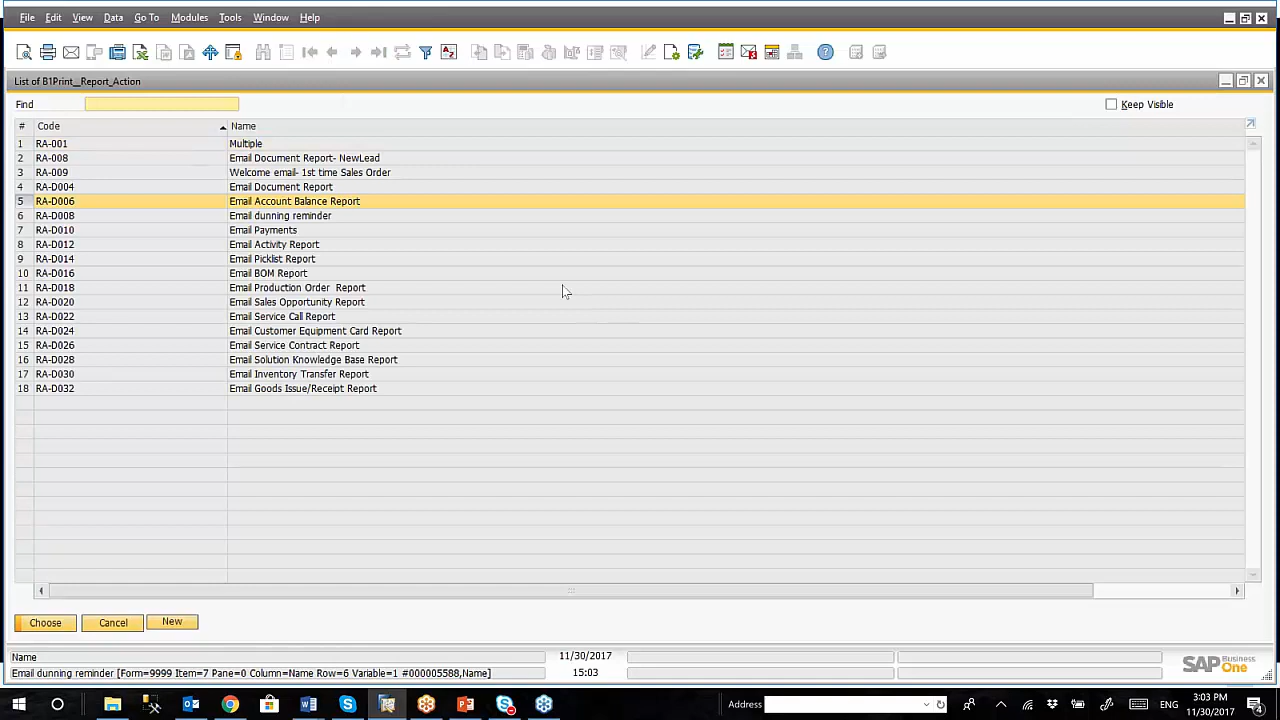 File Edit View Data Go To Modules Tools Window Help
List of B1Print__Report_Action
Find
Keep Visible
# Code Name
1 RA-001 Multiple
2 RA-008 Email Document Report- NewLead
3 RA-009 Welcome email- 1st time Sales Order
4 RA-D004 Email Document Report
5 RA-D006 Email Account Balance Report
6 RA-D008 Email dunning reminder
7 RA-D010 Email Payments
8 RA-D012 Email Activity Report
9 RA-D014 Email Picklist Report
10 RA-D016 Email BOM Report
11 RA-D018 Email Production Order  Report
12 RA-D020 Email Sales Opportunity Report
13 RA-D022 Email Service Call Report
14 RA-D024 Email Customer Equipment Card Report
15 RA-D026 Email Service Contract Report
16 RA-D028 Email Solution Knowledge Base Report
17 RA-D030 Email Inventory Transfer Report
18 RA-D032 Email Goods Issue/Receipt Report
Choose Cancel New
Name 11/30/2017
Email dunning reminder [Form=9999 Item=7 Pane=0 Column=Name Row=6 Variable=1 #000005588,Name] 15:03
SAP Business One
Address ENG 3:03 PM
11/30/2017